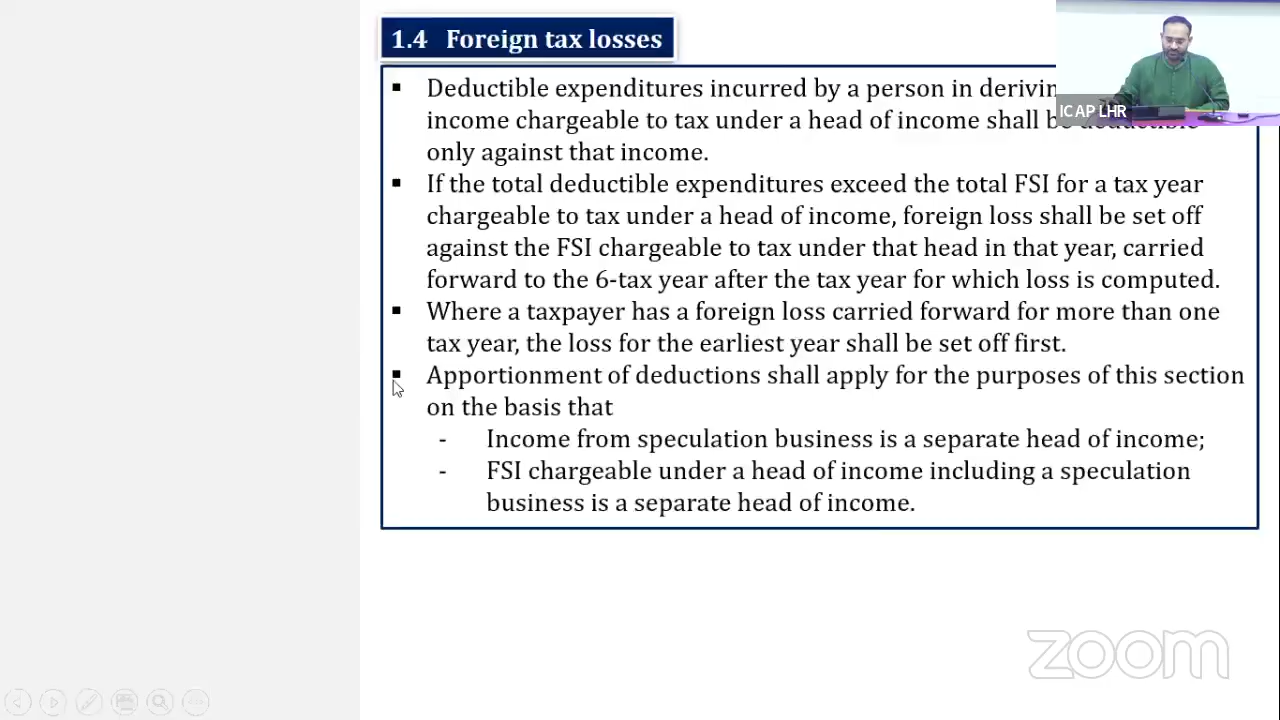 1.4 Foreign tax losses
▪ Deductible expenditures incurred by a person in
income chargeable to tax under a head of income shall be deductible
only against that income.
▪ If the total deductible expenditures exceed the total FSI for a tax year
chargeable to tax under a head of income, foreign loss shall be set off
against the FSI chargeable to tax under that head in that year, carried
forward to the 6-tax year after the tax year for which loss is computed.
▪ Where a taxpayer has a foreign loss carried forward for more than one
tax year, the loss for the earliest year shall be set off first.
▪ Apportionment of deductions shall apply for the purposes of this section
on the basis that
- Income from speculation business is a separate head of income;
- FSI chargeable under a head of income including a speculation
business is a separate head of income.
ICAP LHR
zoom